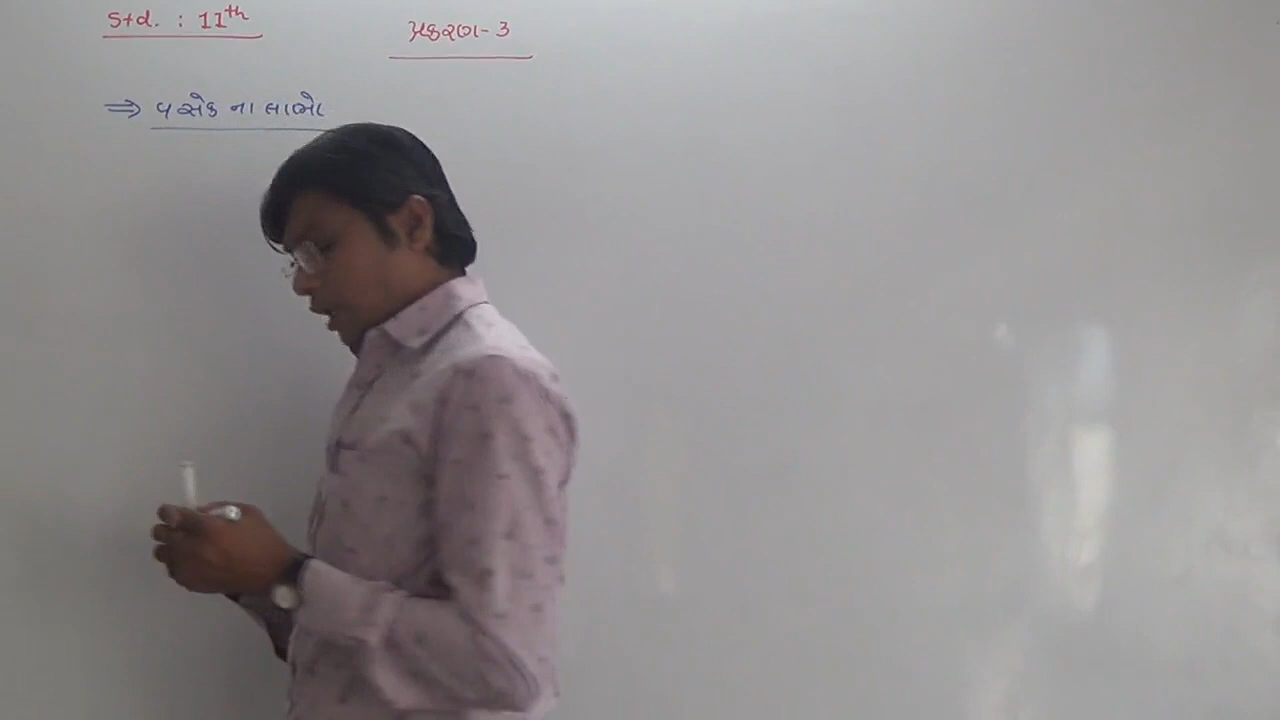 Std. : 11th
પ્રકરણ-3
⇒ પસેક ના લાભો